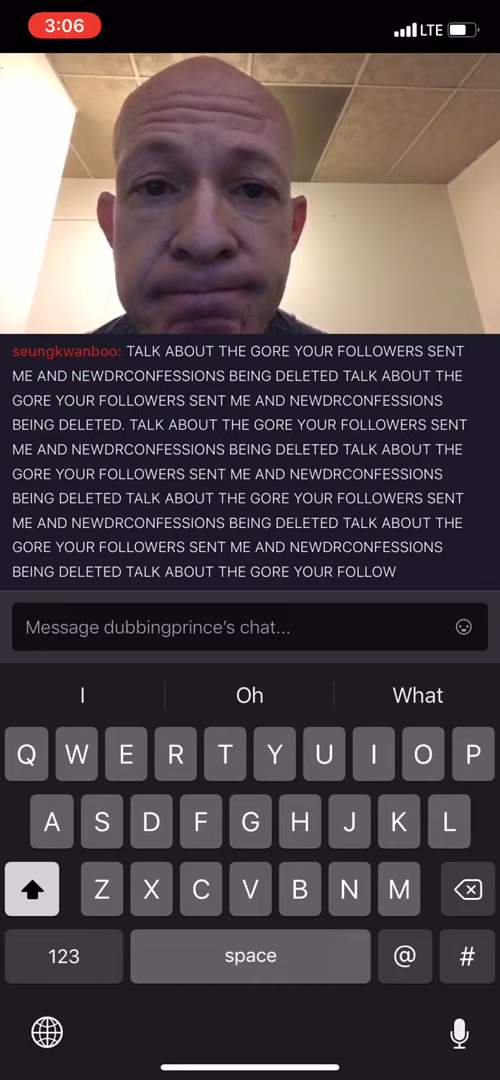 3:06
LTE
seungkwanboo: TALK ABOUT THE GORE YOUR FOLLOWERS SENT
ME AND NEWDRCONFESSIONS BEING DELETED TALK ABOUT THE
GORE YOUR FOLLOWERS SENT ME AND NEWDRCONFESSIONS
BEING DELETED. TALK ABOUT THE GORE YOUR FOLLOWERS SENT
ME AND NEWDRCONFESSIONS BEING DELETED TALK ABOUT THE
GORE YOUR FOLLOWERS SENT ME AND NEWDRCONFESSIONS
BEING DELETED TALK ABOUT THE GORE YOUR FOLLOWERS SENT
ME AND NEWDRCONFESSIONS BEING DELETED TALK ABOUT THE
GORE YOUR FOLLOWERS SENT ME AND NEWDRCONFESSIONS
BEING DELETED TALK ABOUT THE GORE YOUR FOLLOW
Message dubbingprince’s chat...
I Oh What
Q W E R T Y U I O P
A S D F G H J K L
Z X C V B N M
123 space @ #